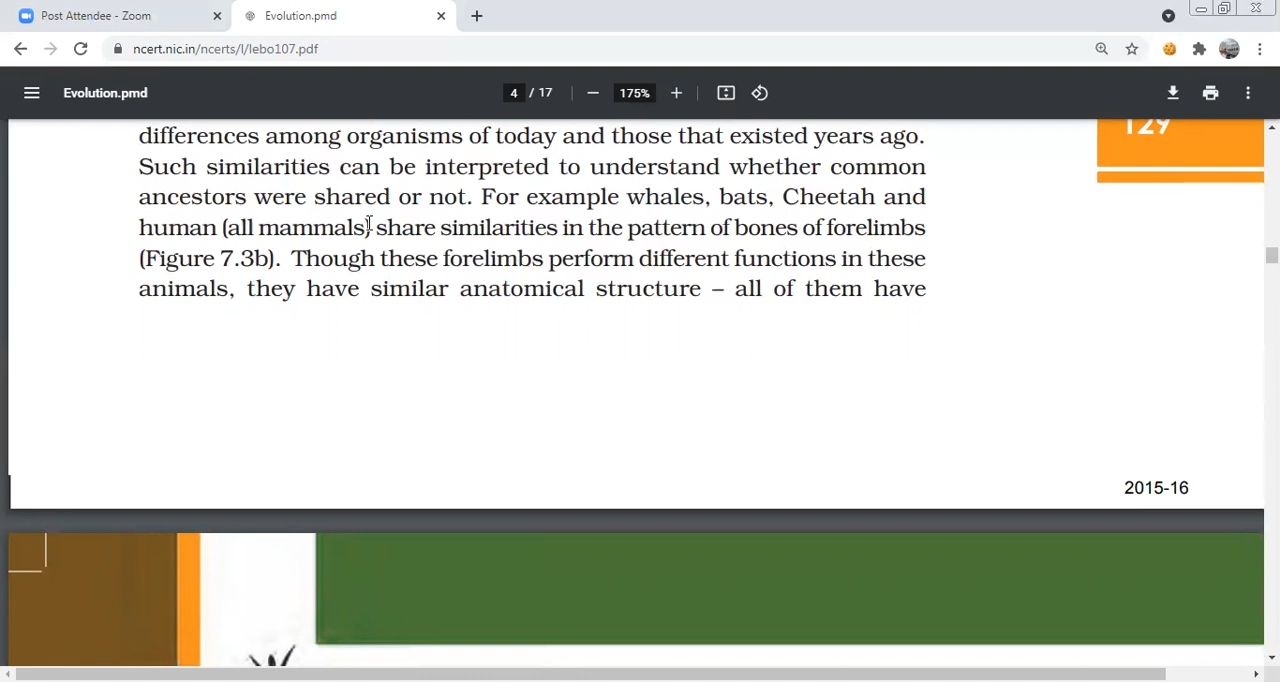 Post Attendee - Zoom
Evolution.pmd
ncert.nic.in/ncerts/l/lebo107.pdf
Evolution.pmd
4 / 17
175%
129
differences among organisms of today and those that existed years ago.
Such similarities can be interpreted to understand whether common
ancestors were shared or not. For example whales, bats, Cheetah and
human (all mammals) share similarities in the pattern of bones of forelimbs
(Figure 7.3b). Though these forelimbs perform different functions in these
animals, they have similar anatomical structure – all of them have
2015-16